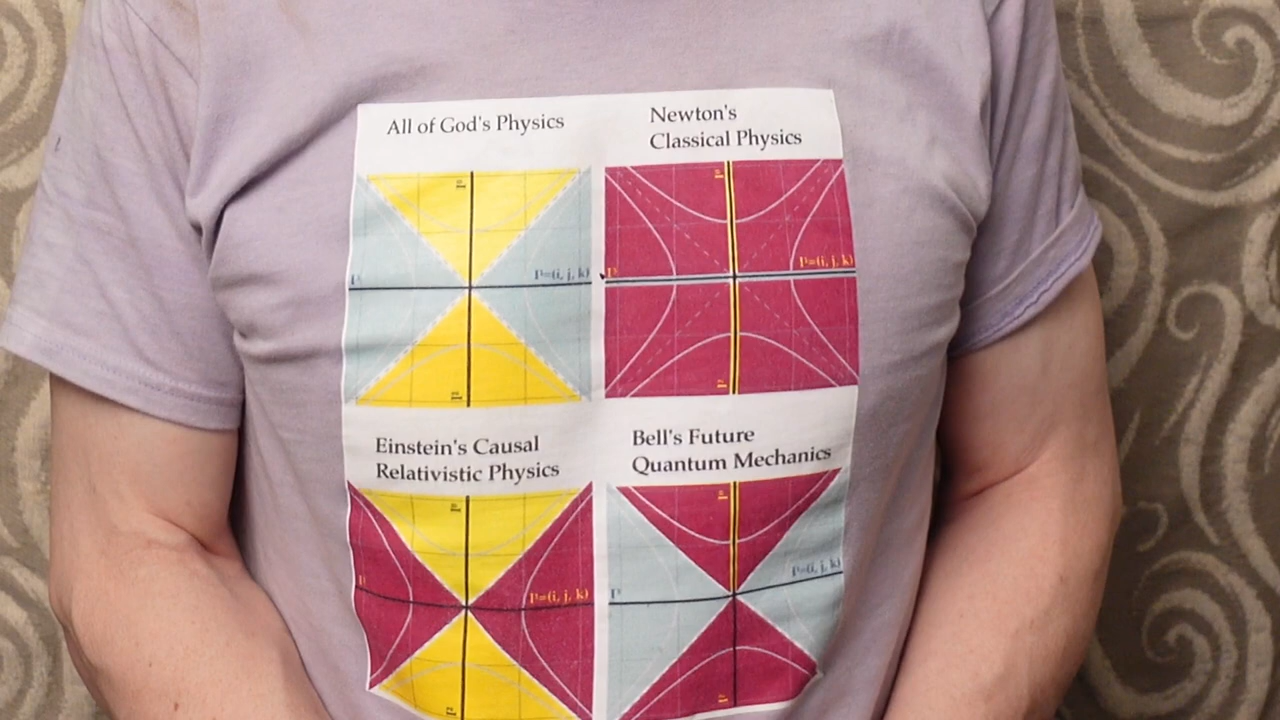 All of God's Physics
Newton's
Classical Physics
P=(i, j, k)
P=(i, j, k)
Einstein's Causal
Relativistic Physics
Bell's Future
Quantum Mechanics
P=(i, j, k)
P=(i, j, k)